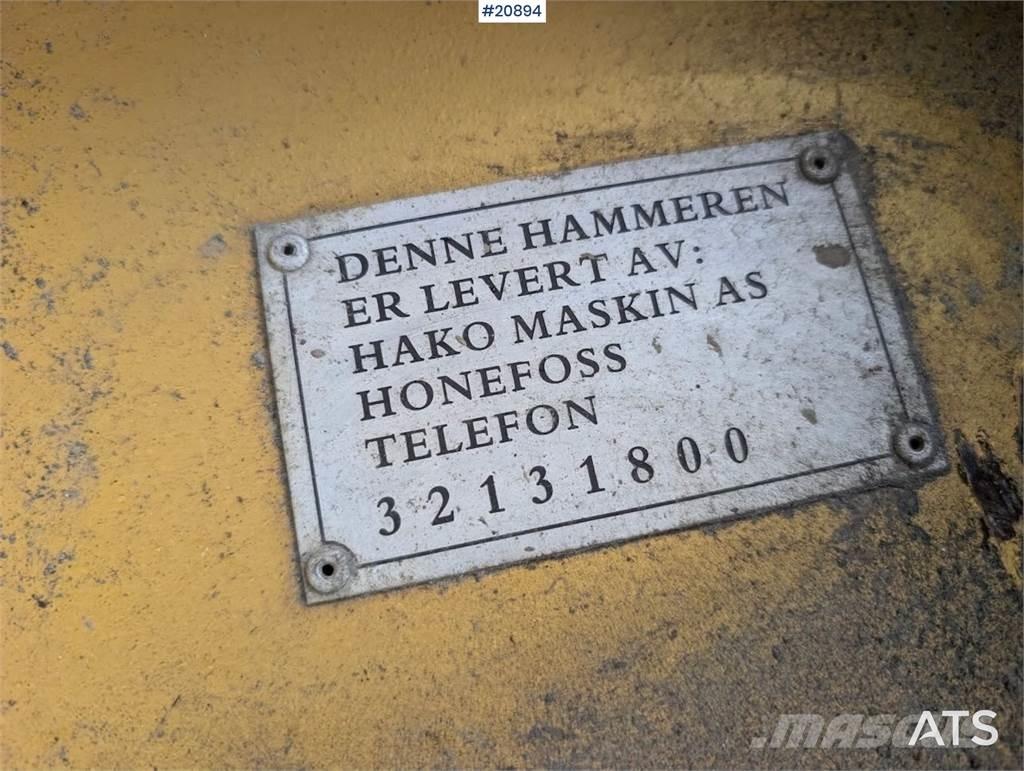 #20894
DENNE HAMMEREN
ER LEVERT AV:
HAKO MASKIN AS
HONEFOSS
TELEFON
32131800
ATS